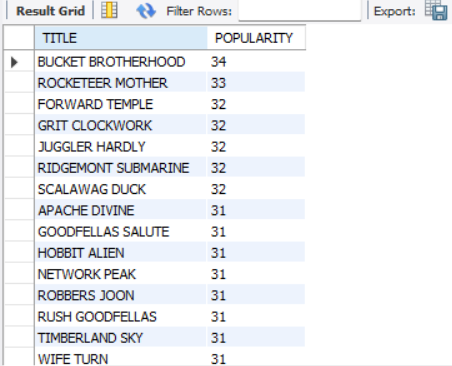 Result Grid Filter Rows: Export:
TITLE POPULARITY
BUCKET BROTHERHOOD 34
ROCKETEER MOTHER 33
FORWARD TEMPLE 32
GRIT CLOCKWORK 32
JUGGLER HARDLY 32
RIDGEMONT SUBMARINE 32
SCALAWAG DUCK 32
APACHE DIVINE 31
GOODFELLAS SALUTE 31
HOBBIT ALIEN 31
NETWORK PEAK 31
ROBBERS JOON 31
RUSH GOODFELLAS 31
TIMBERLAND SKY 31
WIFE TURN 31